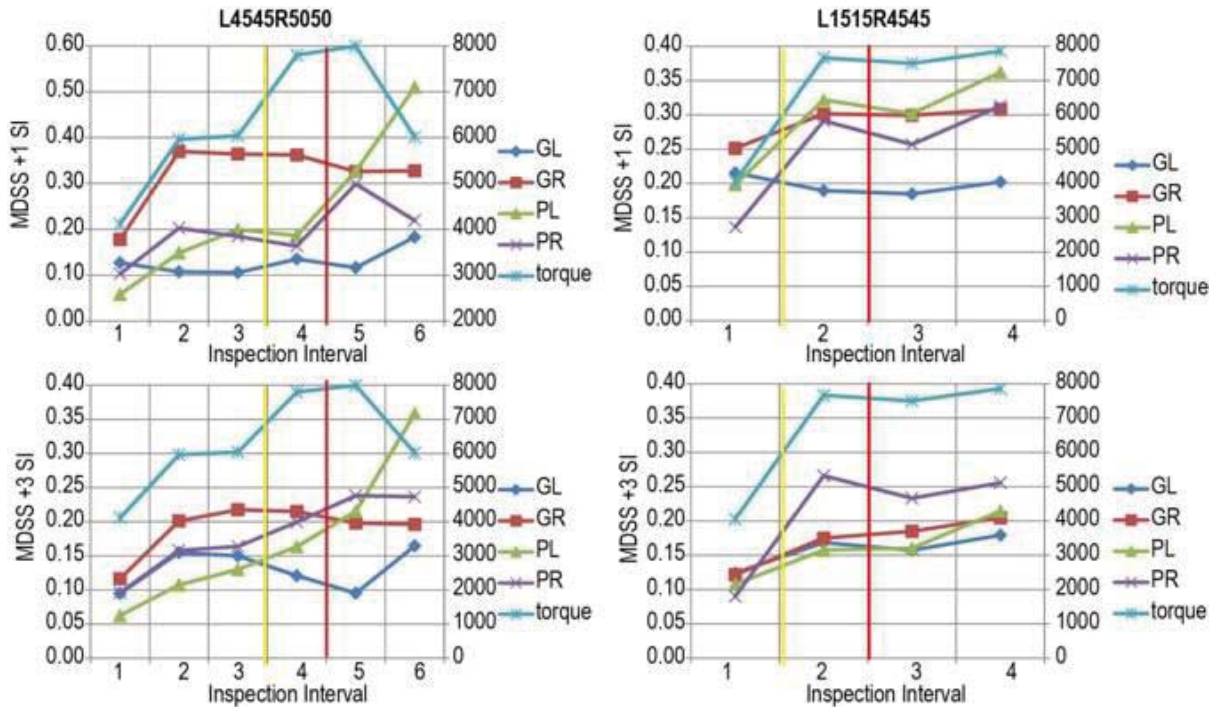 L4545R5050
L1515R4545
MDSS +1 SI
0.60
0.50
0.40
0.30
0.20
0.10
0.00
8000
7000
6000
5000
4000
3000
2000
1 2 3 4 5 6
Inspection Interval
GL
GR
PL
PR
torque
MDSS +1 SI
0.40
0.35
0.30
0.25
0.20
0.15
0.10
0.05
0.00
8000
7000
6000
5000
4000
3000
2000
1000
0
1 2 3 4
Inspection Interval
GL
GR
PL
PR
torque
MDSS +3 SI
0.40
0.35
0.30
0.25
0.20
0.15
0.10
0.05
0.00
8000
7000
6000
5000
4000
3000
2000
1000
0
1 2 3 4 5 6
Inspection Interval
GL
GR
PL
PR
torque
MDSS +3 SI
0.40
0.35
0.30
0.25
0.20
0.15
0.10
0.05
0.00
8000
7000
6000
5000
4000
3000
2000
1000
0
1 2 3 4
Inspection Interval
GL
GR
PL
PR
torque